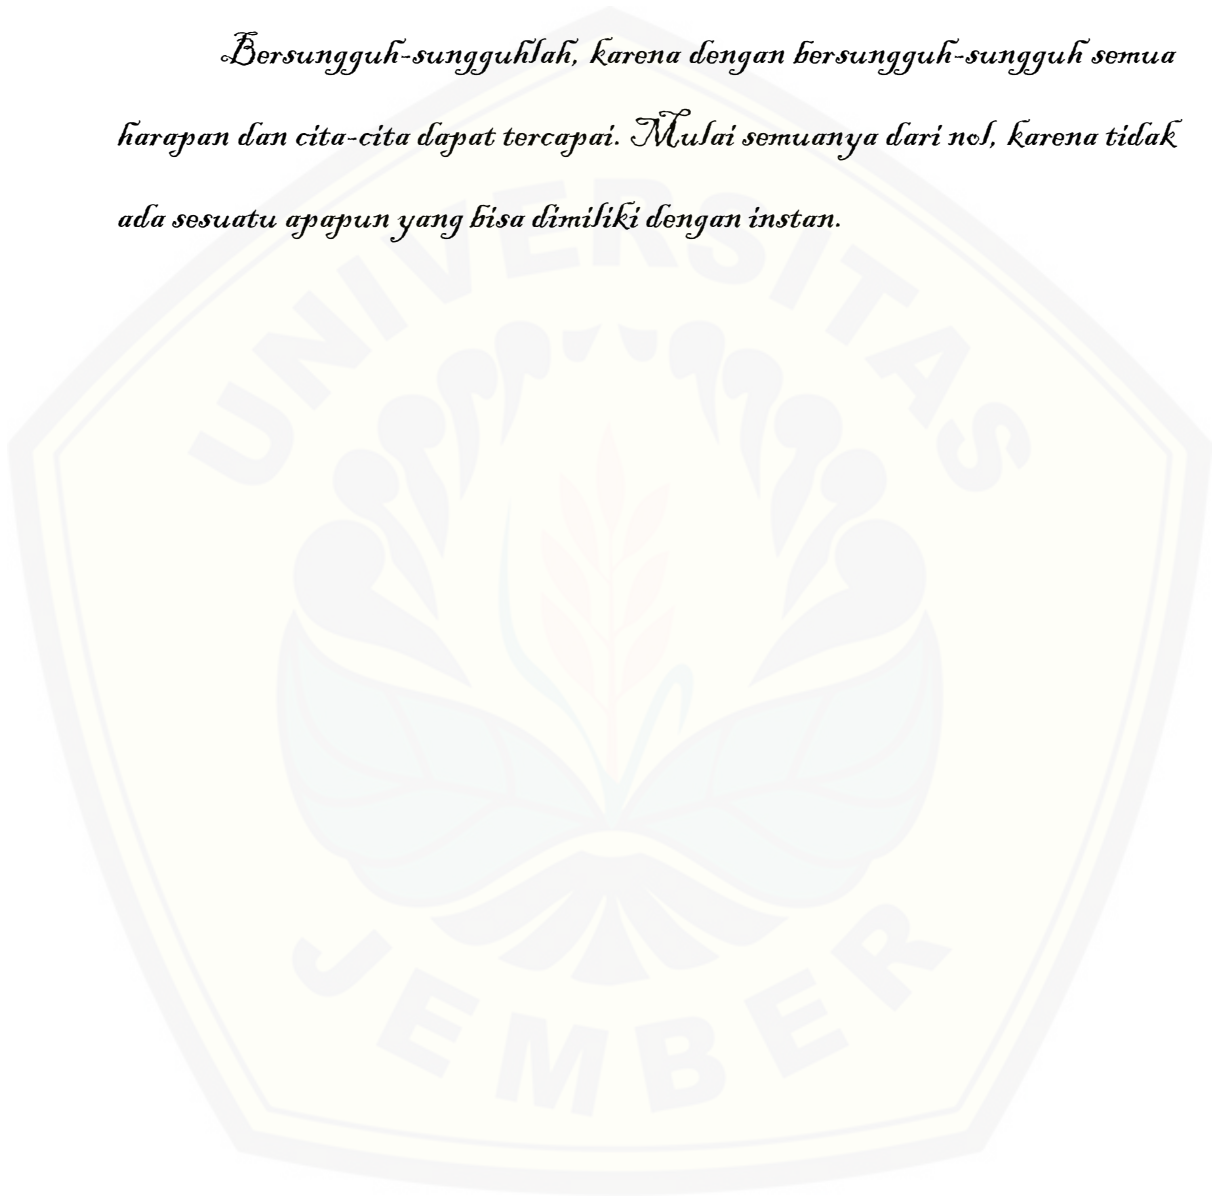 Bersungguh-sungguhlah, karena dengan bersungguh-sungguh semua
harapan dan cita-cita dapat tercapai. Mulai semuanya dari nol, karena tidak
ada sesuatu apapun yang bisa dimiliki dengan instan.
UNIVERSITAS
JEMBER